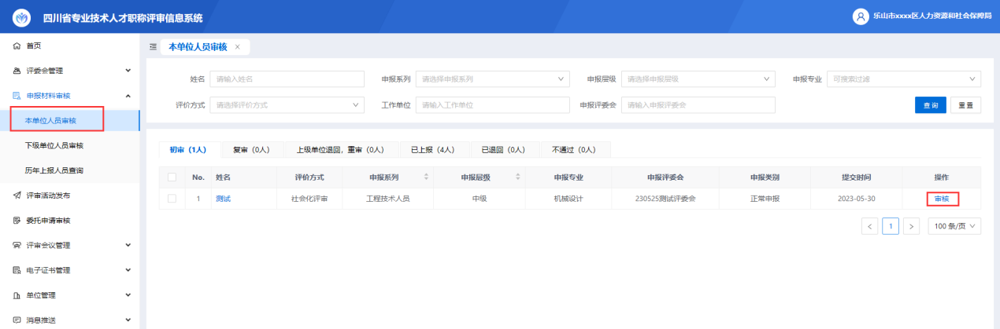 四川省专业技术人才职称评审信息系统
乐山市xxxx区人力资源和社会保障局
首页
评委会管理
申报材料审核
本单位人员审核
下级单位人员审核
历年上报人员查询
评审活动发布
委托申请审核
评审会议管理
电子证书管理
单位管理
消息推送
本单位人员审核 ×
姓名 请输入姓名 申报系列 请选择申报系列 申报层级 请选择申报层级 申报专业 可搜索过滤
评价方式 请选择评价方式 工作单位 请输入工作单位 申报评委会 请输入申报评委会 查询 重置
初审（1人） 复审（0人） 上级单位退回，重审（0人） 已上报（4人） 已退回（0人） 不通过（0人）
No. 姓名 评价方式 申报系列 申报层级 申报专业 申报评委会 申报类别 提交时间 操作
1 测试 社会化评审 工程技术人员 中级 机械设计 230525测试评委会 正常申报 2023-05-30 审核
< 1 > 100 条/页